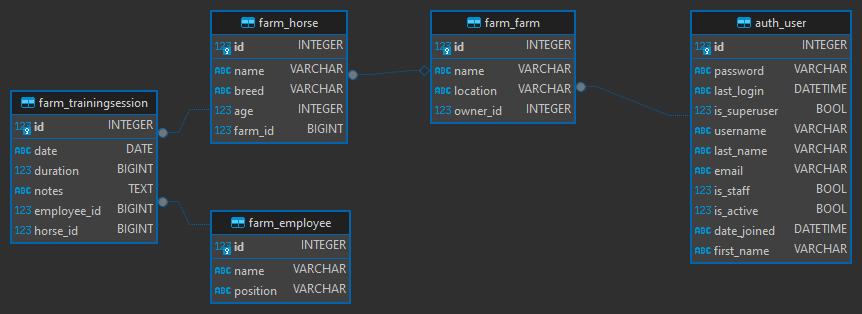 farm_horse
123 id INTEGER
ABC name VARCHAR
ABC breed VARCHAR
123 age INTEGER
123 farm_id BIGINT
farm_farm
123 id INTEGER
ABC name VARCHAR
ABC location VARCHAR
123 owner_id INTEGER
auth_user
123 id INTEGER
ABC password VARCHAR
ABC last_login DATETIME
123 is_superuser BOOL
ABC username VARCHAR
ABC last_name VARCHAR
ABC email VARCHAR
123 is_staff BOOL
123 is_active BOOL
ABC date_joined DATETIME
ABC first_name VARCHAR
farm_trainingsession
123 id INTEGER
ABC date DATE
123 duration BIGINT
ABC notes TEXT
123 employee_id BIGINT
123 horse_id BIGINT
farm_employee
123 id INTEGER
ABC name VARCHAR
ABC position VARCHAR